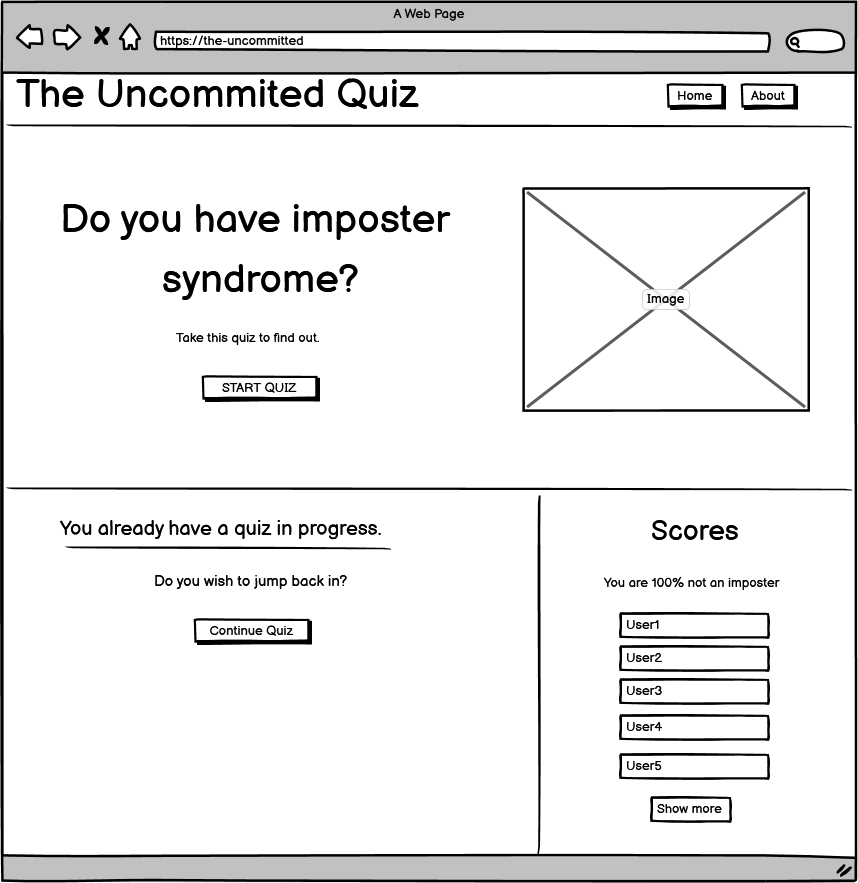 A Web Page
https://the-uncommitted
The Uncommited Quiz
Home
About
Do you have imposter
syndrome?
Take this quiz to find out.
START QUIZ
Image
You already have a quiz in progress.
Do you wish to jump back in?
Continue Quiz
Scores
You are 100% not an imposter
User1
User2
User3
User4
User5
Show more